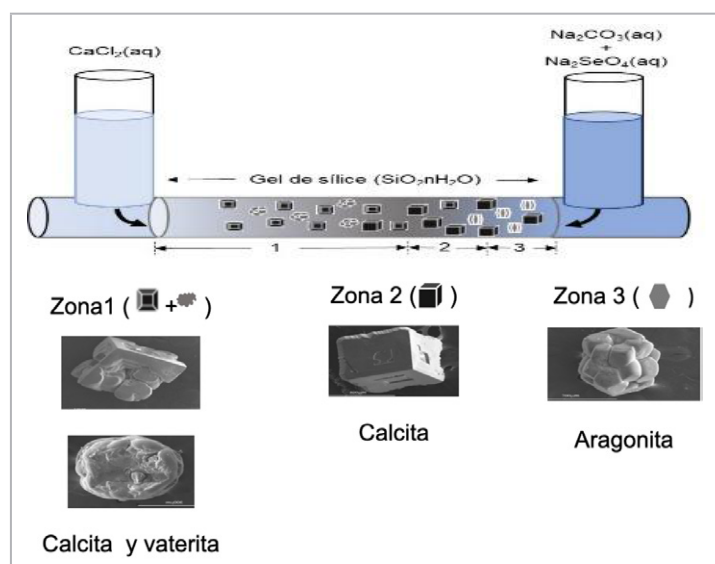 CaCl₂(aq)
Na₂CO₃(aq)
+
Na₂SeO₄(aq)
Gel de sílice (SiO₂nH₂O)
1 2 3
Zona1 ( + )
Zona 2 ( )
Zona 3 ( )
Calcita
Aragonita
Calcita y vaterita